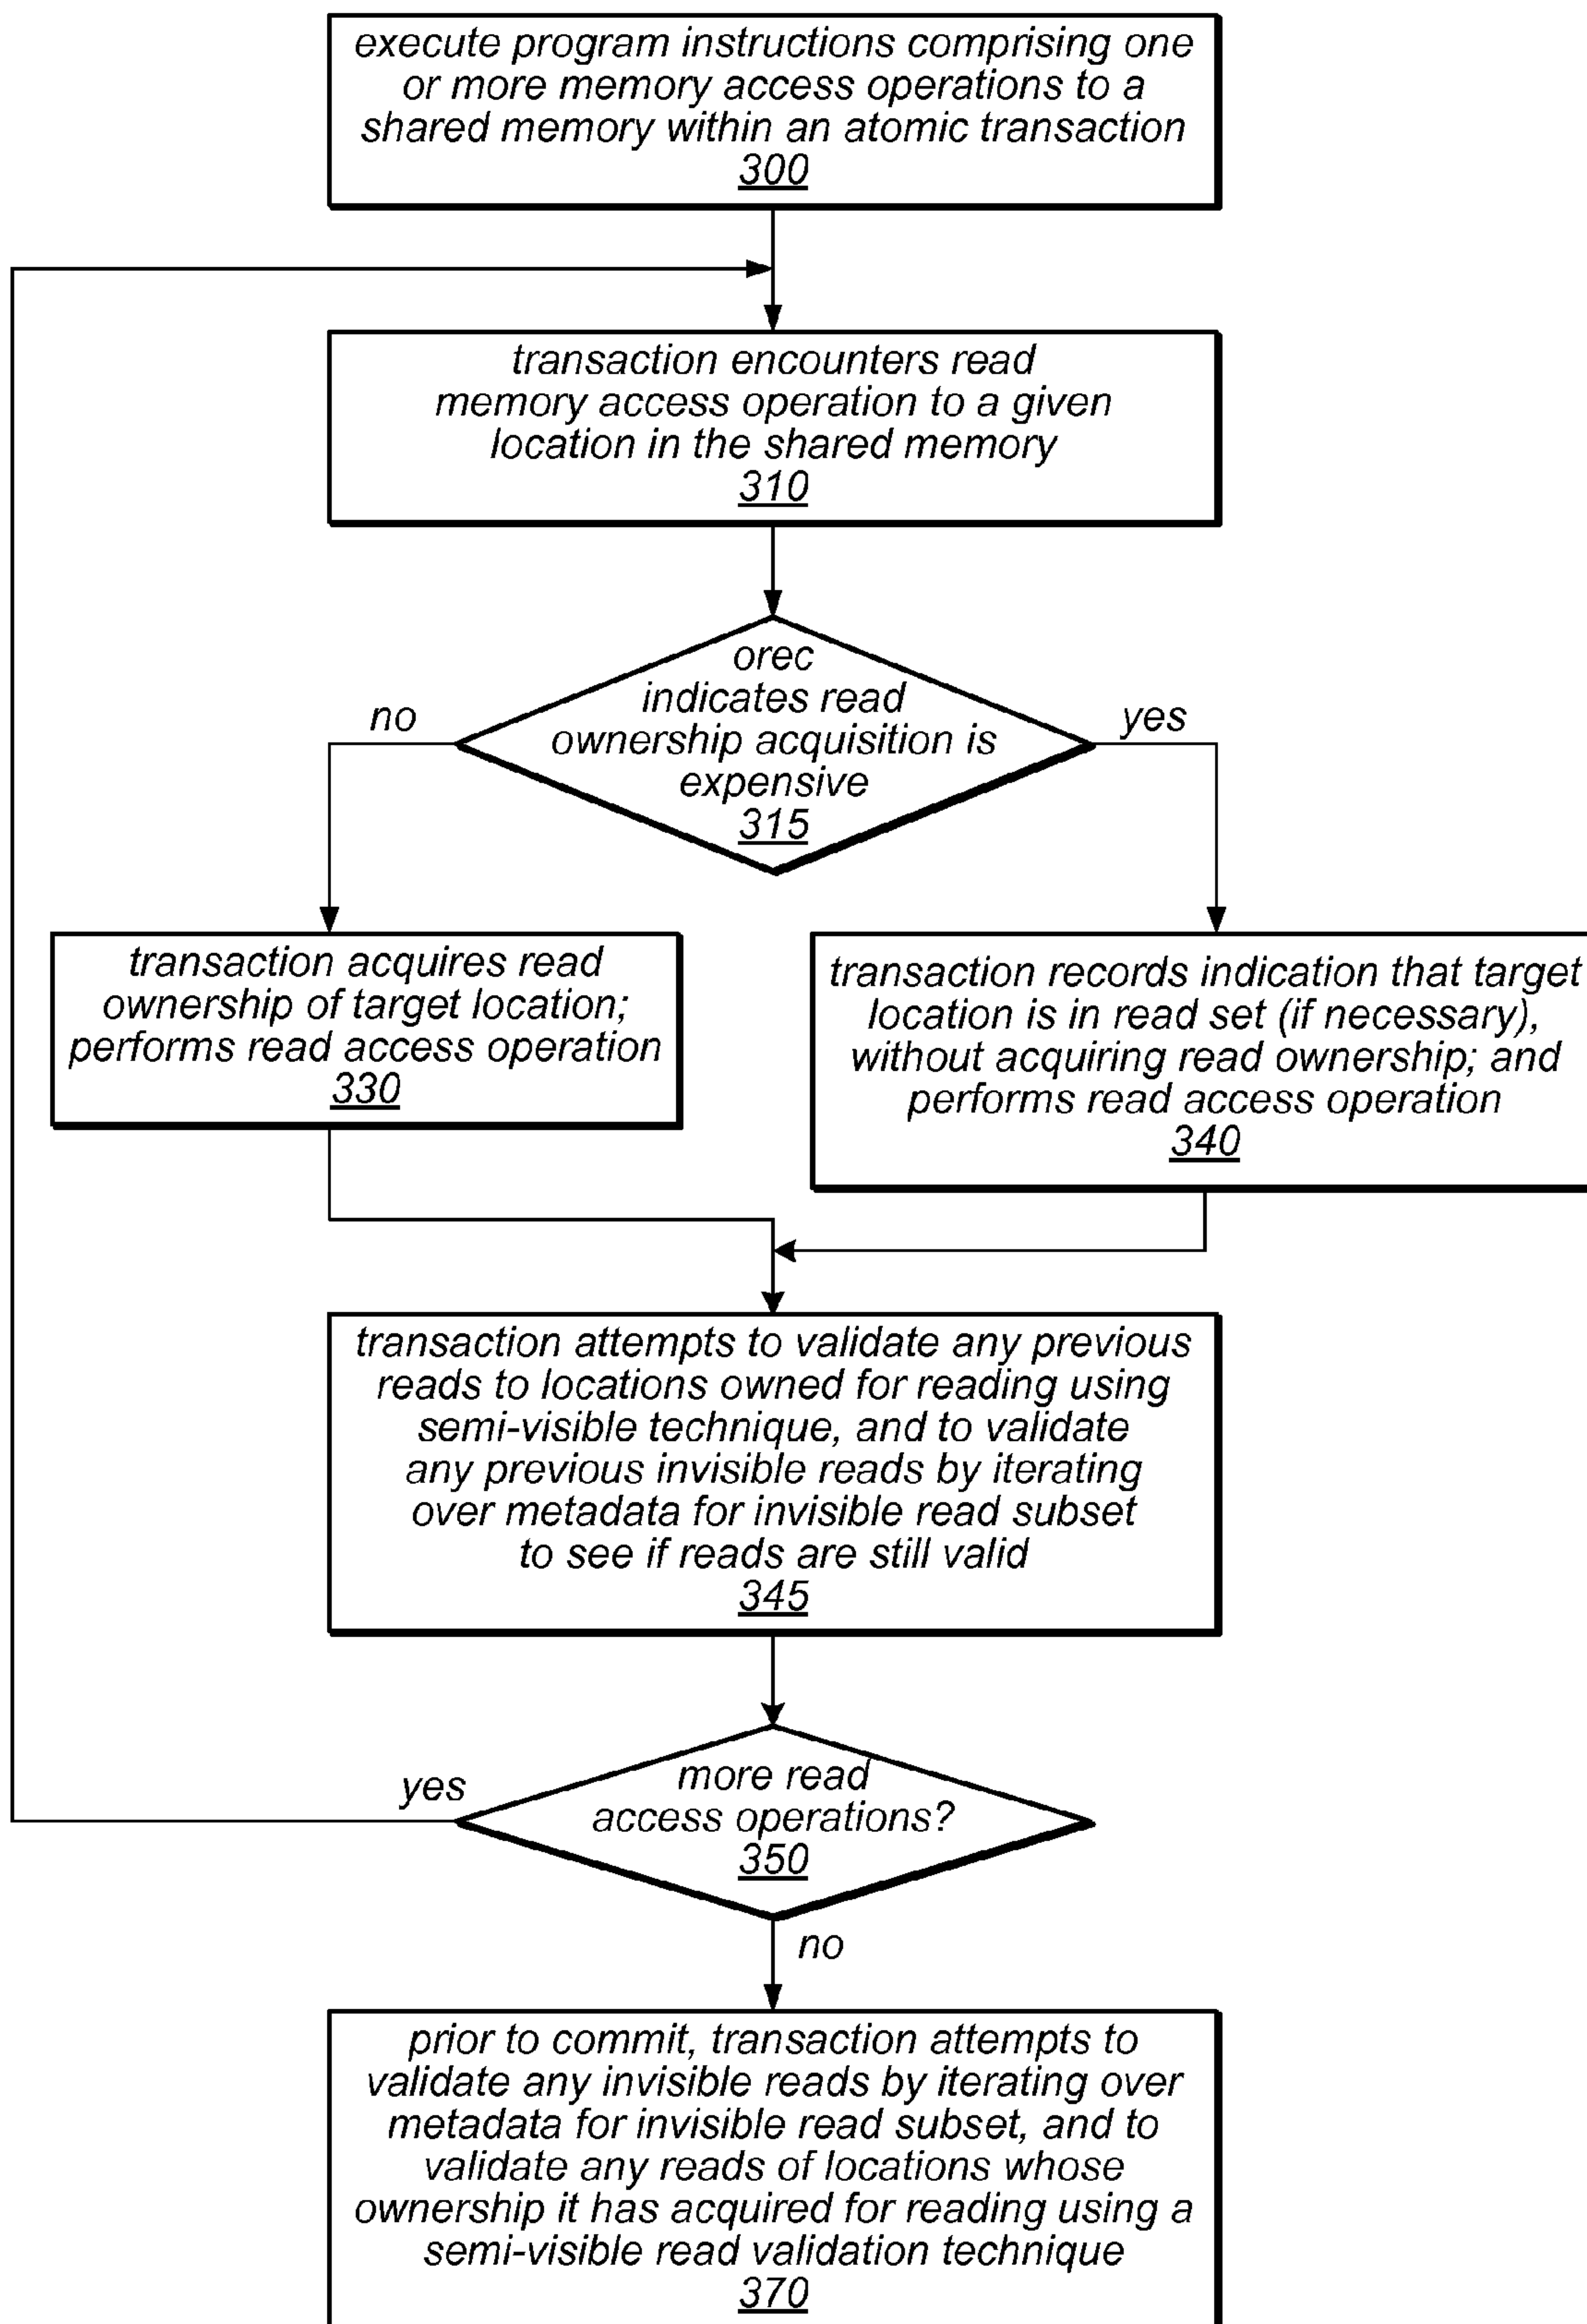 execute program instructions comprising one
or more memory access operations to a
shared memory within an atomic transaction
300
transaction encounters read
memory access operation to a given
location in the shared memory
310
orec
indicates read
ownership acquisition is
expensive
315
no
yes
transaction acquires read
ownership of target location;
performs read access operation
330
transaction records indication that target
location is in read set (if necessary),
without acquiring read ownership; and
performs read access operation
340
transaction attempts to validate any previous
reads to locations owned for reading using
semi-visible technique, and to validate
any previous invisible reads by iterating
over metadata for invisible read subset
to see if reads are still valid
345
more read
access operations?
350
yes
no
prior to commit, transaction attempts to
validate any invisible reads by iterating over
metadata for invisible read subset, and to
validate any reads of locations whose
ownership it has acquired for reading using a
semi-visible read validation technique
370